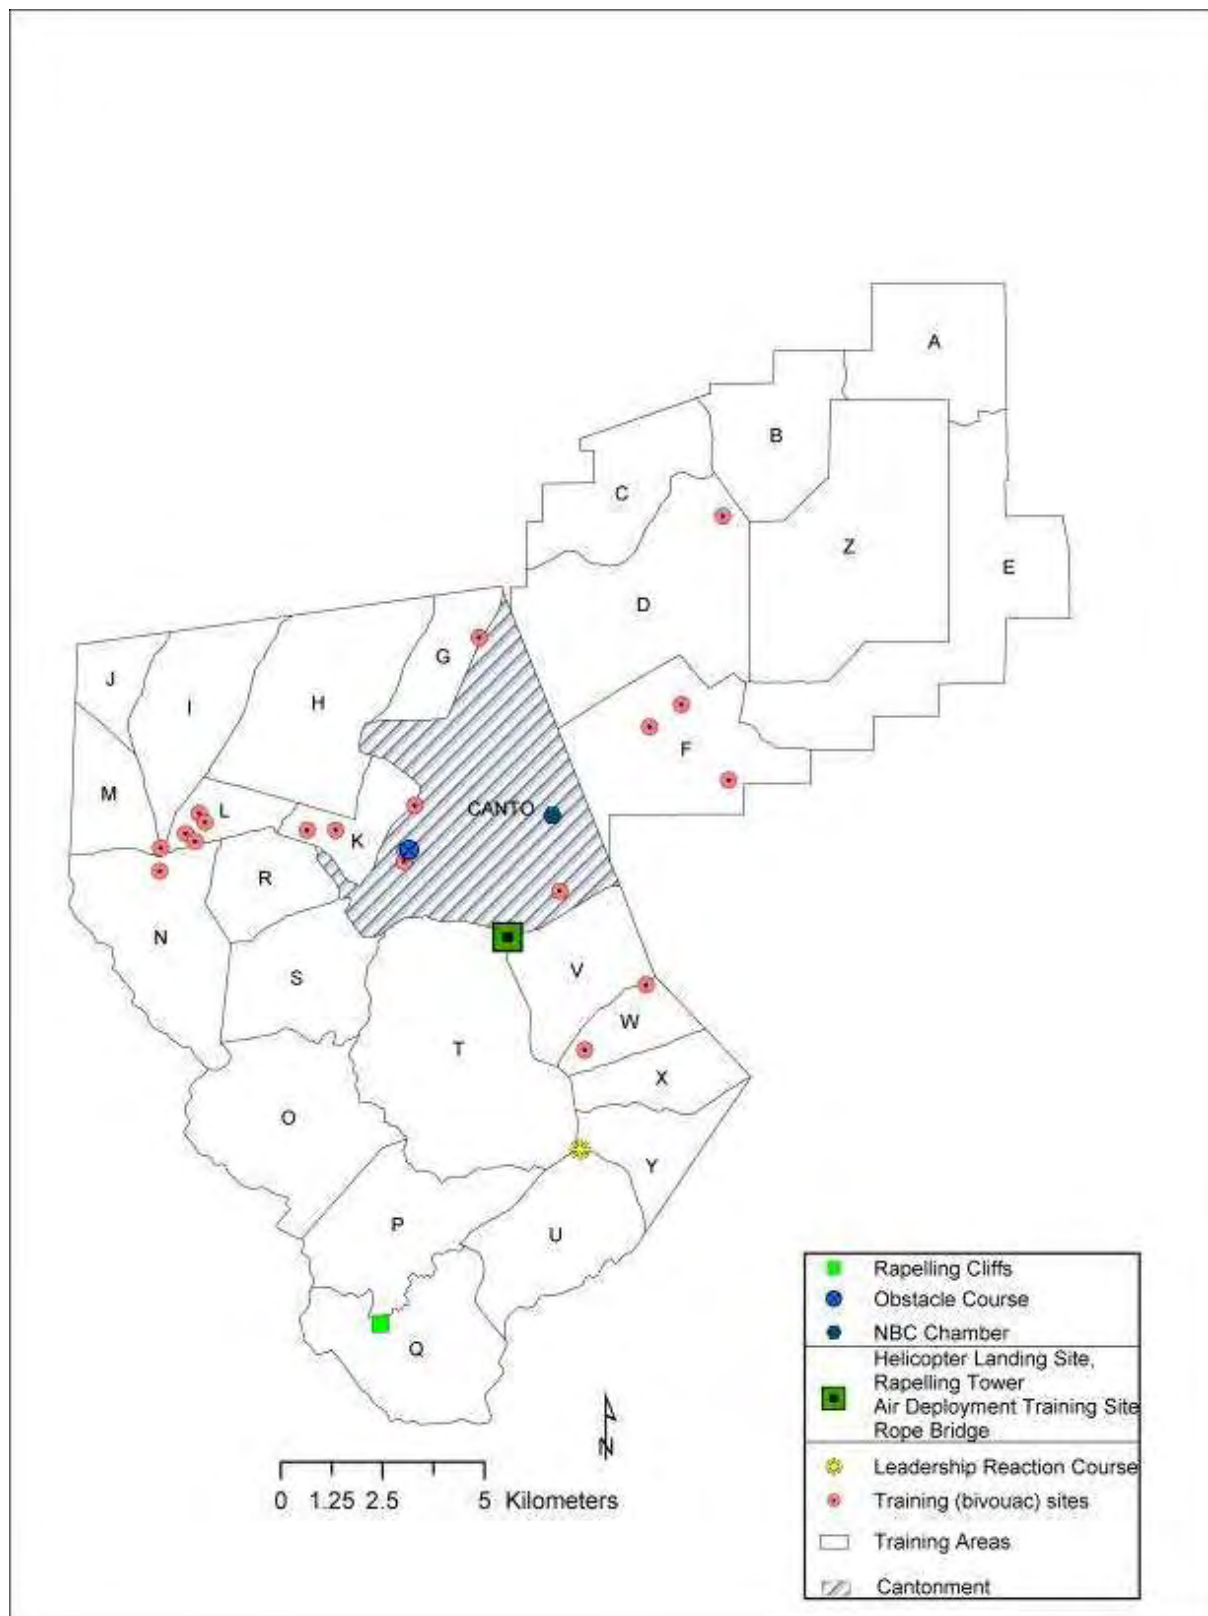 A
B
C
Z
E
D
G
J
I
H
F
M
L
CANTO
K
R
N
S
V
W
T
X
O
Y
P
U
Q
N
0 1.25 2.5 5 Kilometers
Rapelling Cliffs
Obstacle Course
NBC Chamber
Helicopter Landing Site,
Rapelling Tower
Air Deployment Training Site
Rope Bridge
Leadership Reaction Course
Training (bivouac) sites
Training Areas
Cantonment